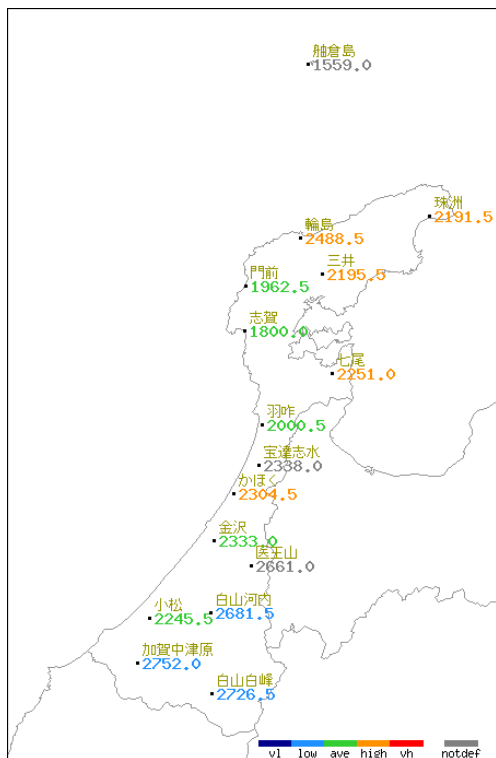 舳倉島
1559.0
珠洲
2191.5
輪島
2488.5
三井
2195.5
門前
1962.5
志賀
1800.0
七尾
2251.0
羽咋
2000.5
宝達志水
2338.0
かほく
2304.5
金沢
2333.0
医王山
2661.0
白山河内
2681.5
小松
2245.5
加賀中津原
2752.0
白山白峰
2726.5
vl low ave high vh notdef